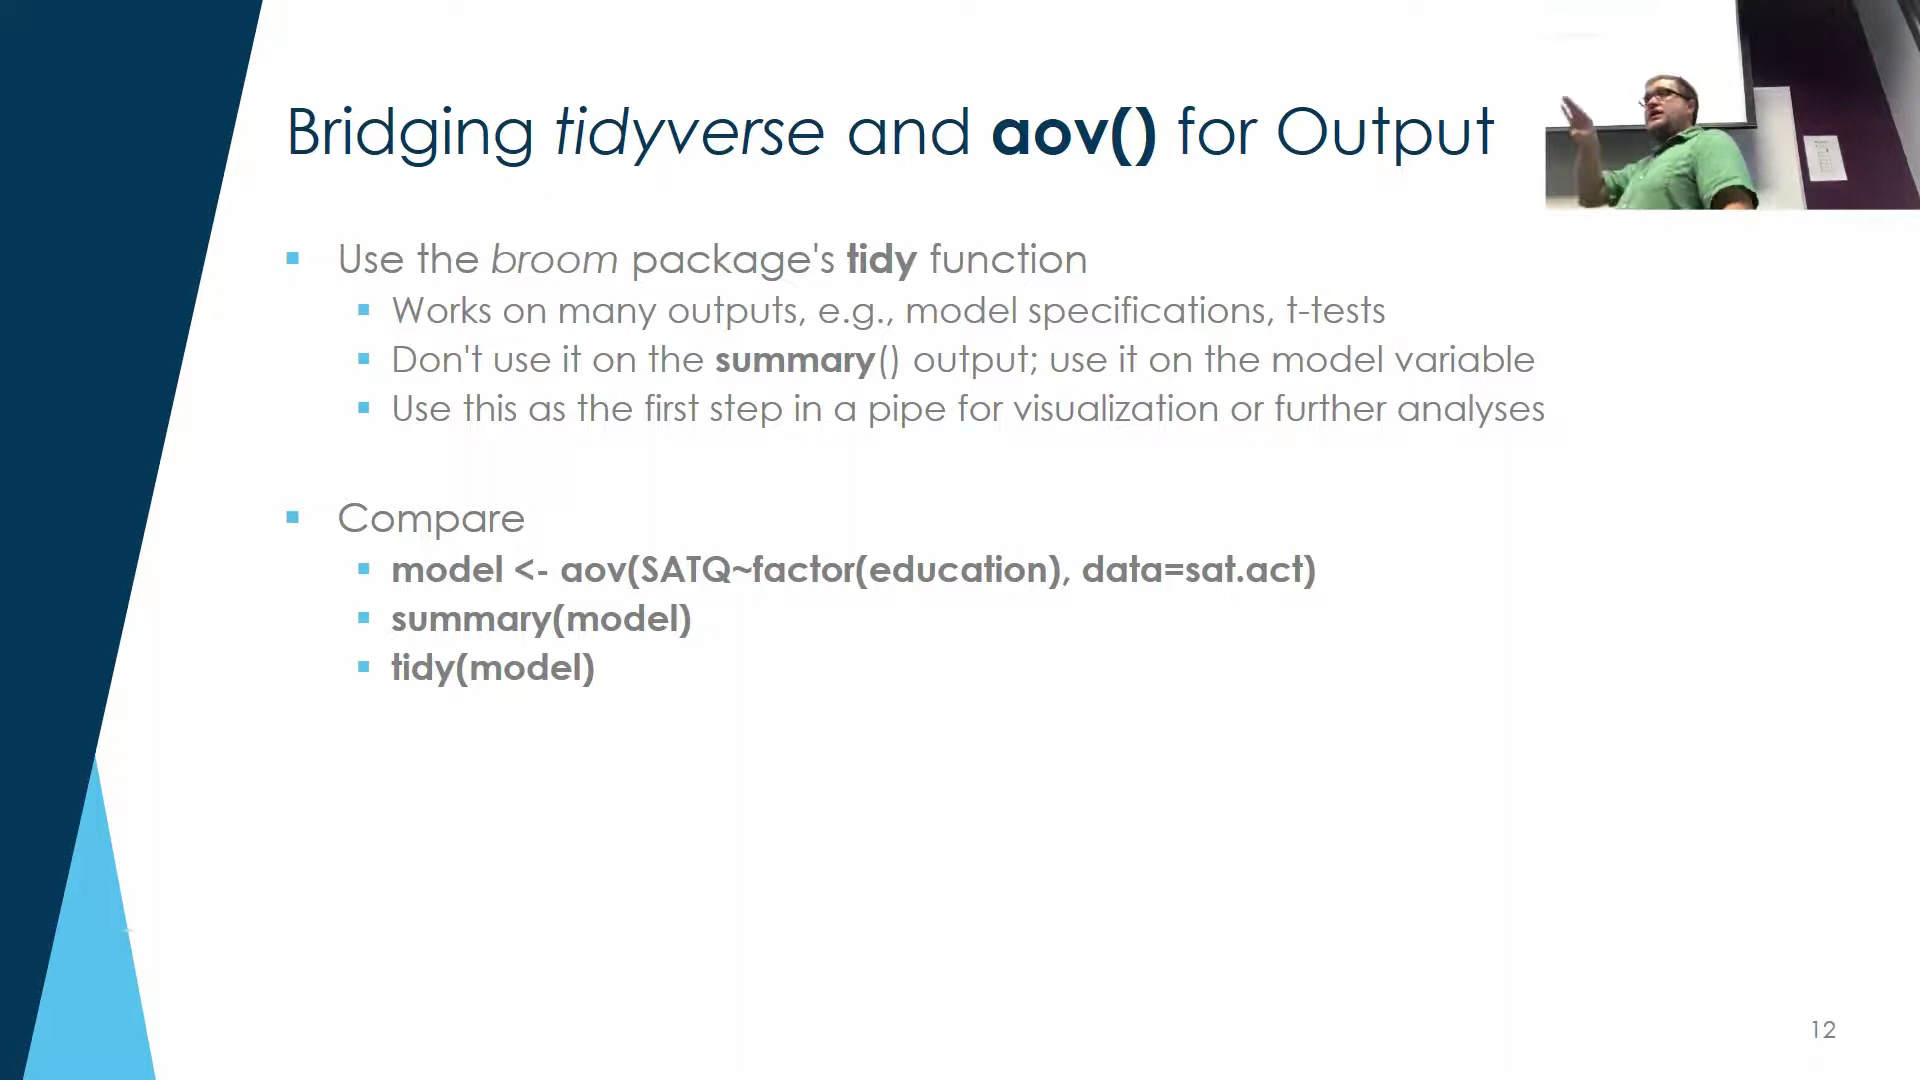 Bridging tidyverse and aov() for Output
Use the broom package's tidy function
Works on many outputs, e.g., model specifications, t-tests
Don't use it on the summary() output; use it on the model variable
Use this as the first step in a pipe for visualization or further analyses
Compare
model <- aov(SATQ~factor(education), data=sat.act)
summary(model)
tidy(model)
12